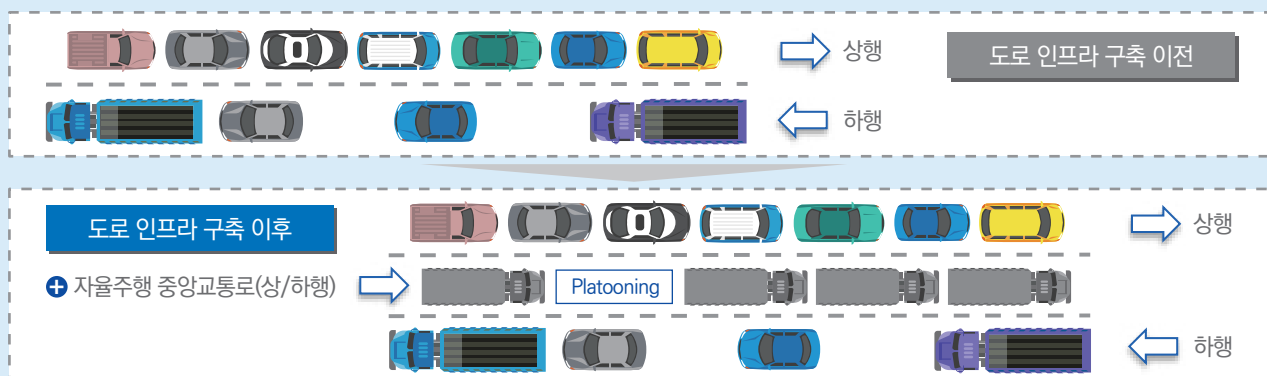 상행
도로 인프라 구축 이전
하행
도로 인프라 구축 이후
상행
자율주행 중앙교통로(상/하행)
Platooning
하행